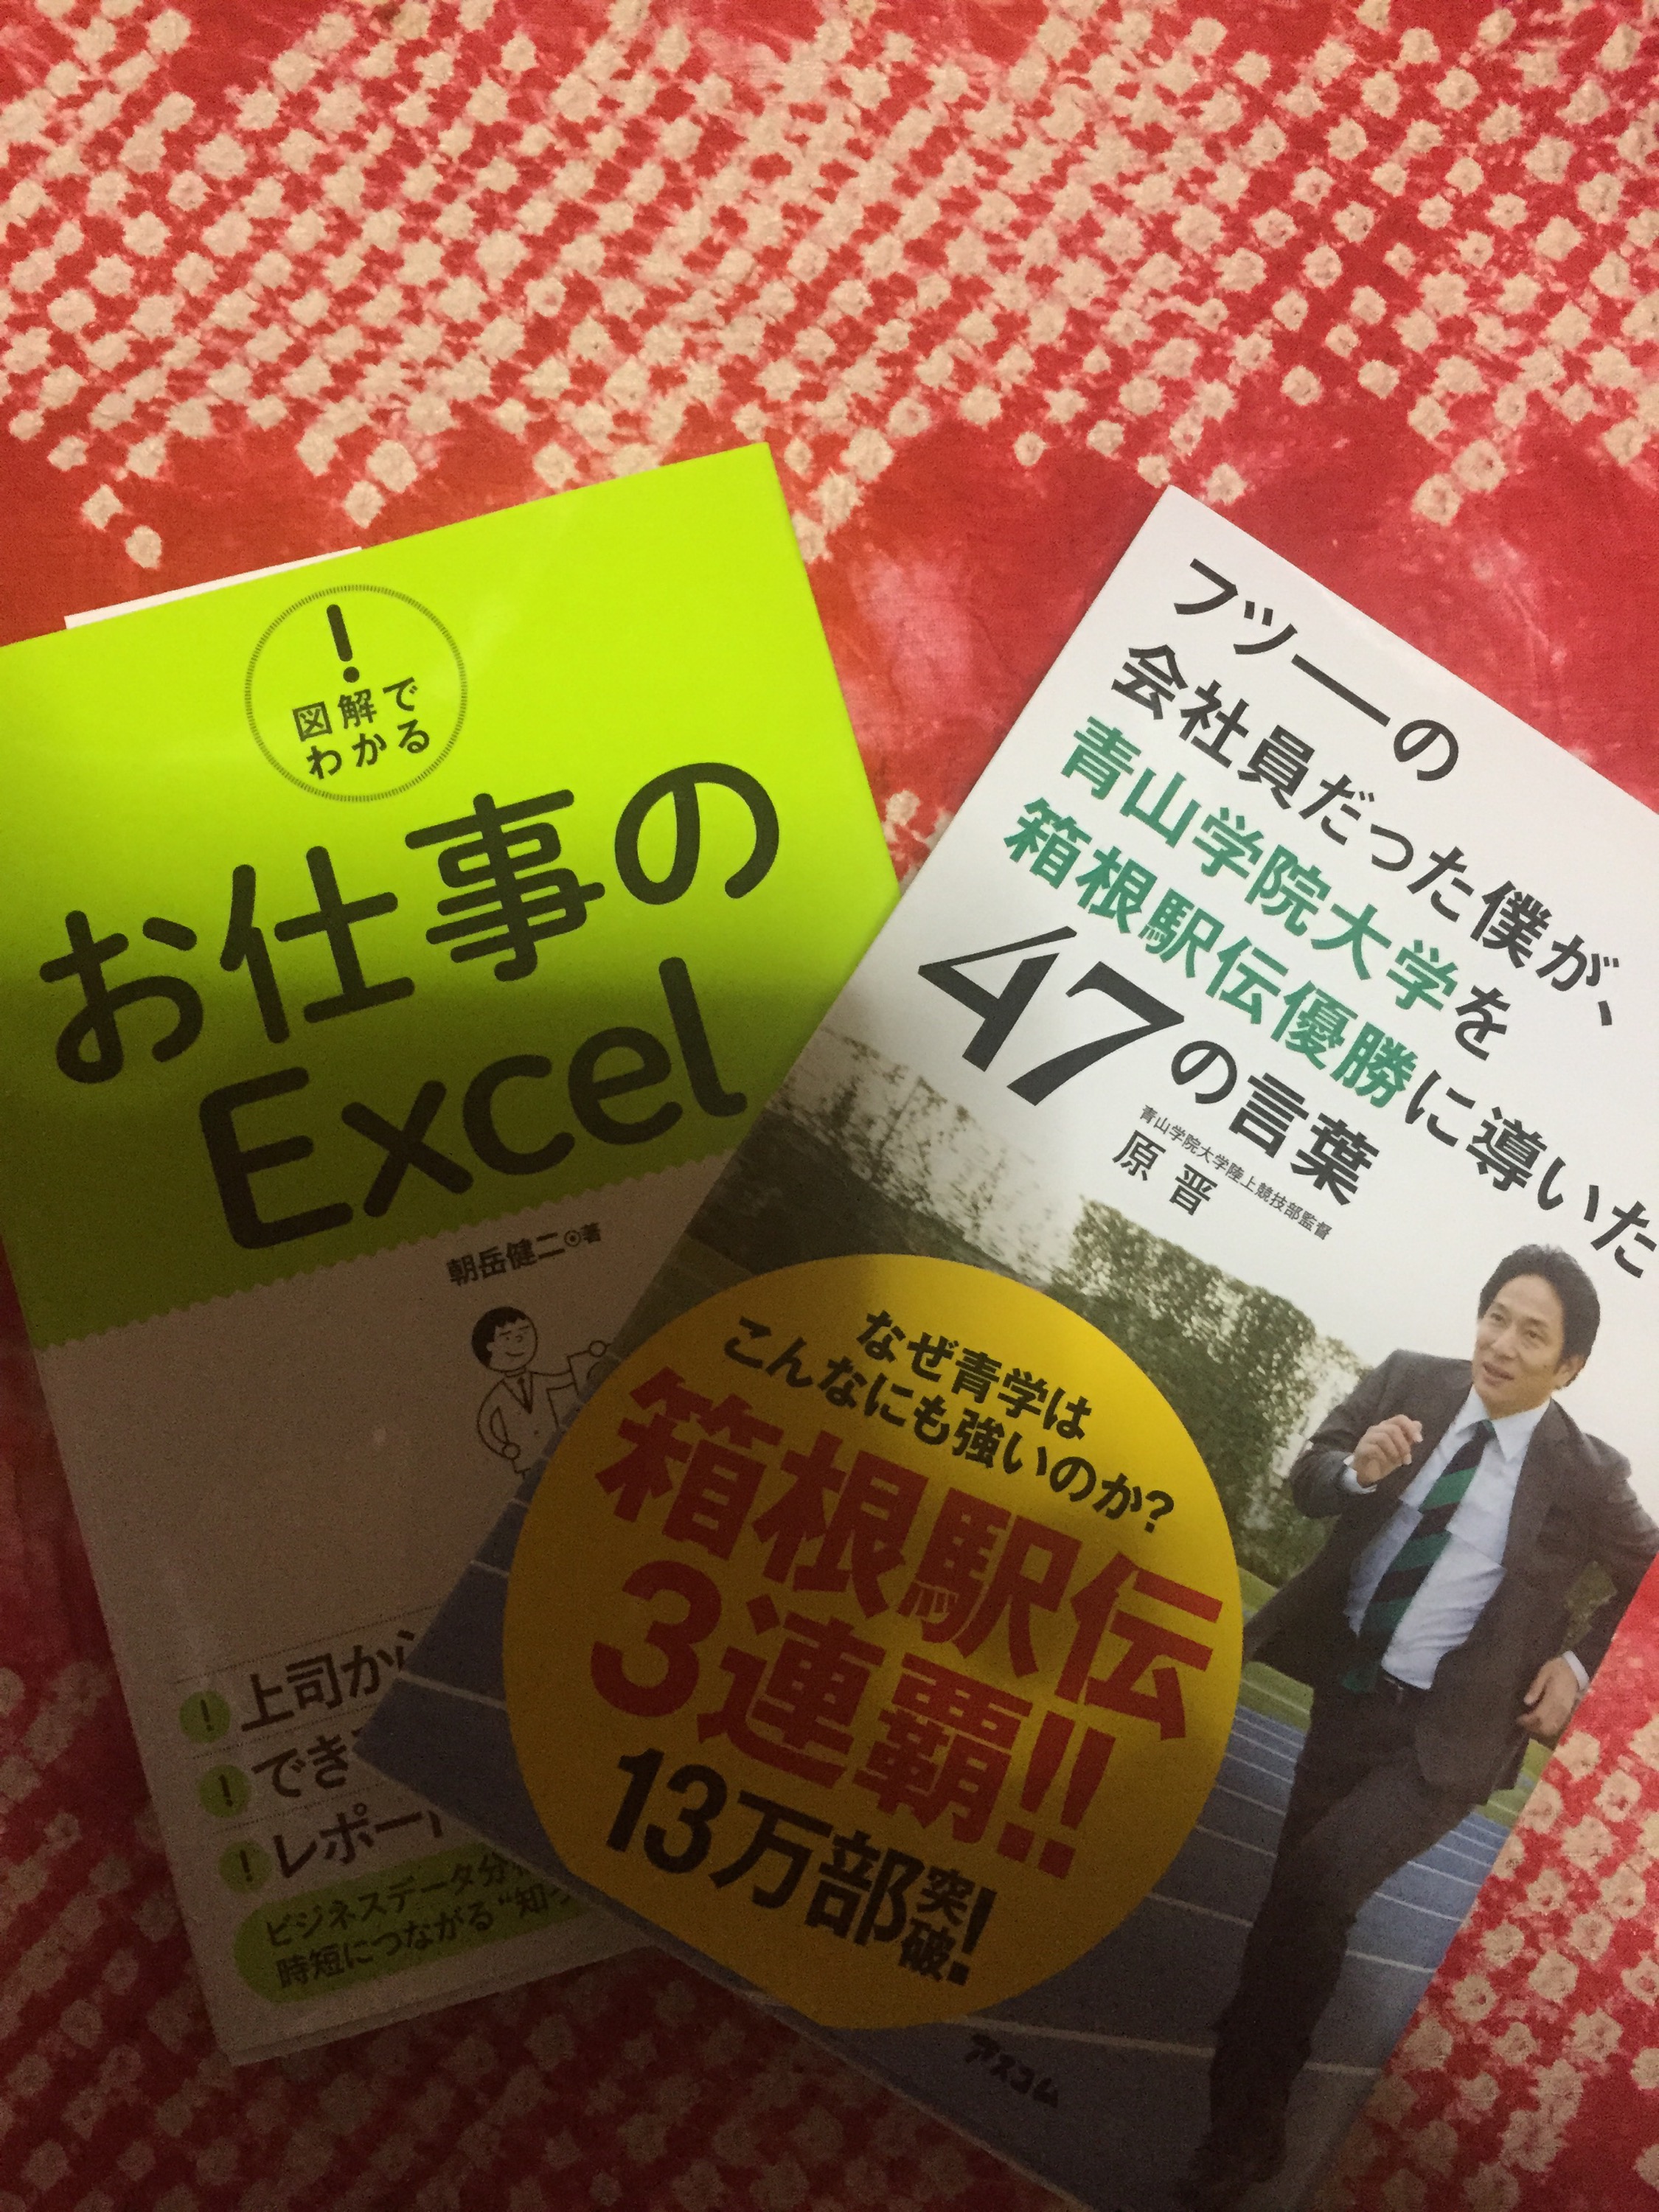 ！
図解で
わかる
お仕事の
Excel
朝岳健二◉著
！上司か
！でき
！レポー
ビジネスデータ分
時短につながる“知っ
フツーの
会社員だった僕が、
青山学院大学を
箱根駅伝優勝に導いた
47の言葉
青山学院大学陸上競技部監督
原 晋
なぜ青学は
こんなにも強いのか?
箱根駅伝
3連覇!!
13万部突破!
アスコム